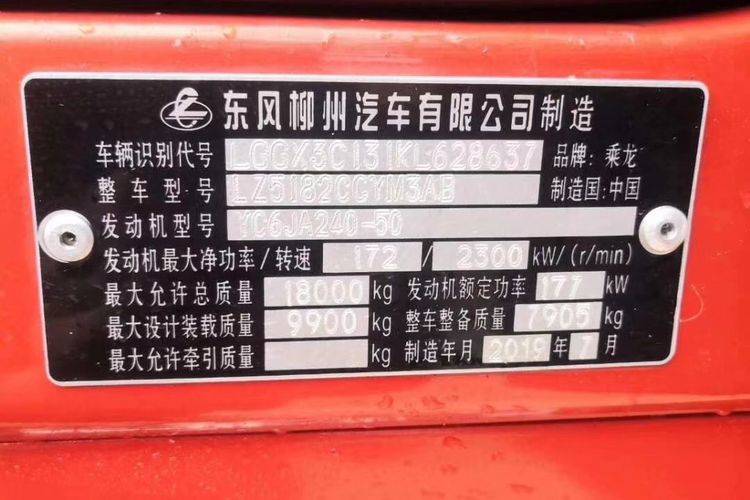 东风柳州汽车有限公司制造
车辆识别代号 LGGX3C131KL628637 品牌: 乘龙
整车型号 LZ5182CCYM3AB 制造国: 中国
发动机型号 YC6JA240-50
发动机最大净功率/转速 172 / 2300 kW/(r/min)
最大允许总质量 18000 kg 发动机额定功率 177 kW
最大设计装载质量 9900 kg 整车整备质量 7905 kg
最大允许牵引质量 kg 制造年月 2019 年 7 月